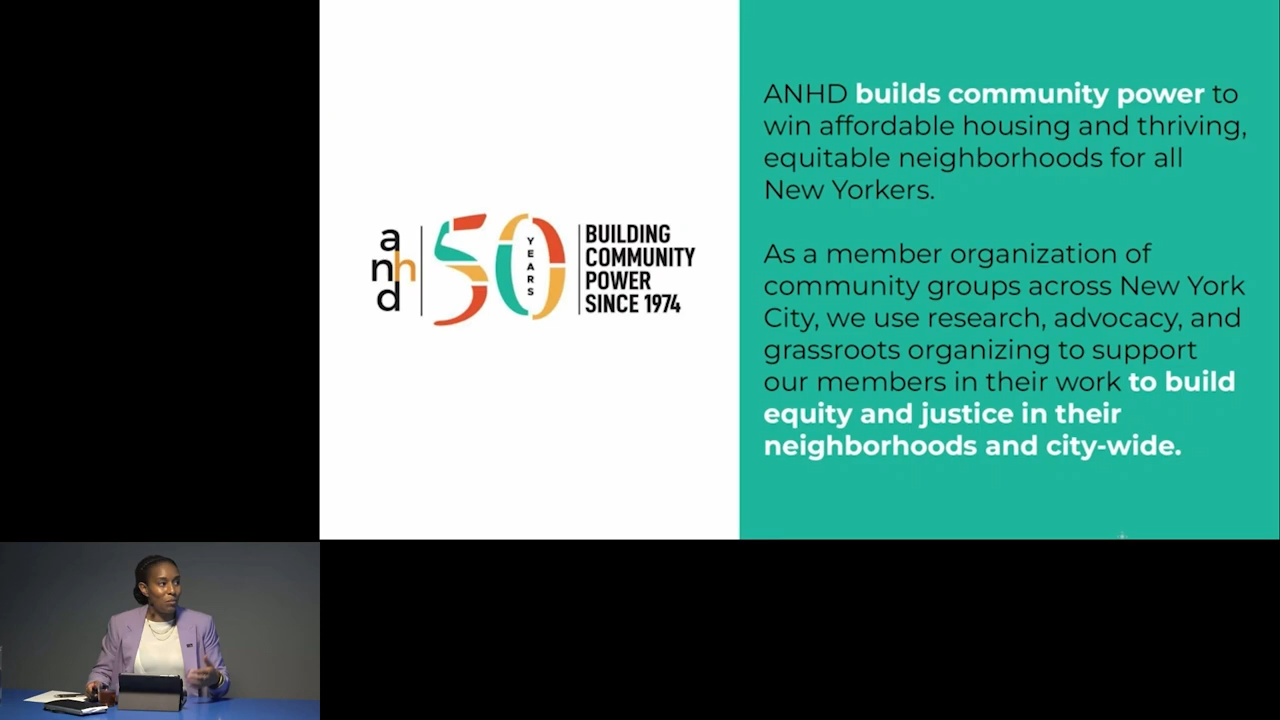 a
nh
d
50
YEARS
BUILDING
COMMUNITY
POWER
SINCE 1974
ANHD builds community power to
win affordable housing and thriving,
equitable neighborhoods for all
New Yorkers.
As a member organization of
community groups across New York
City, we use research, advocacy, and
grassroots organizing to support
our members in their work to build
equity and justice in their
neighborhoods and city-wide.